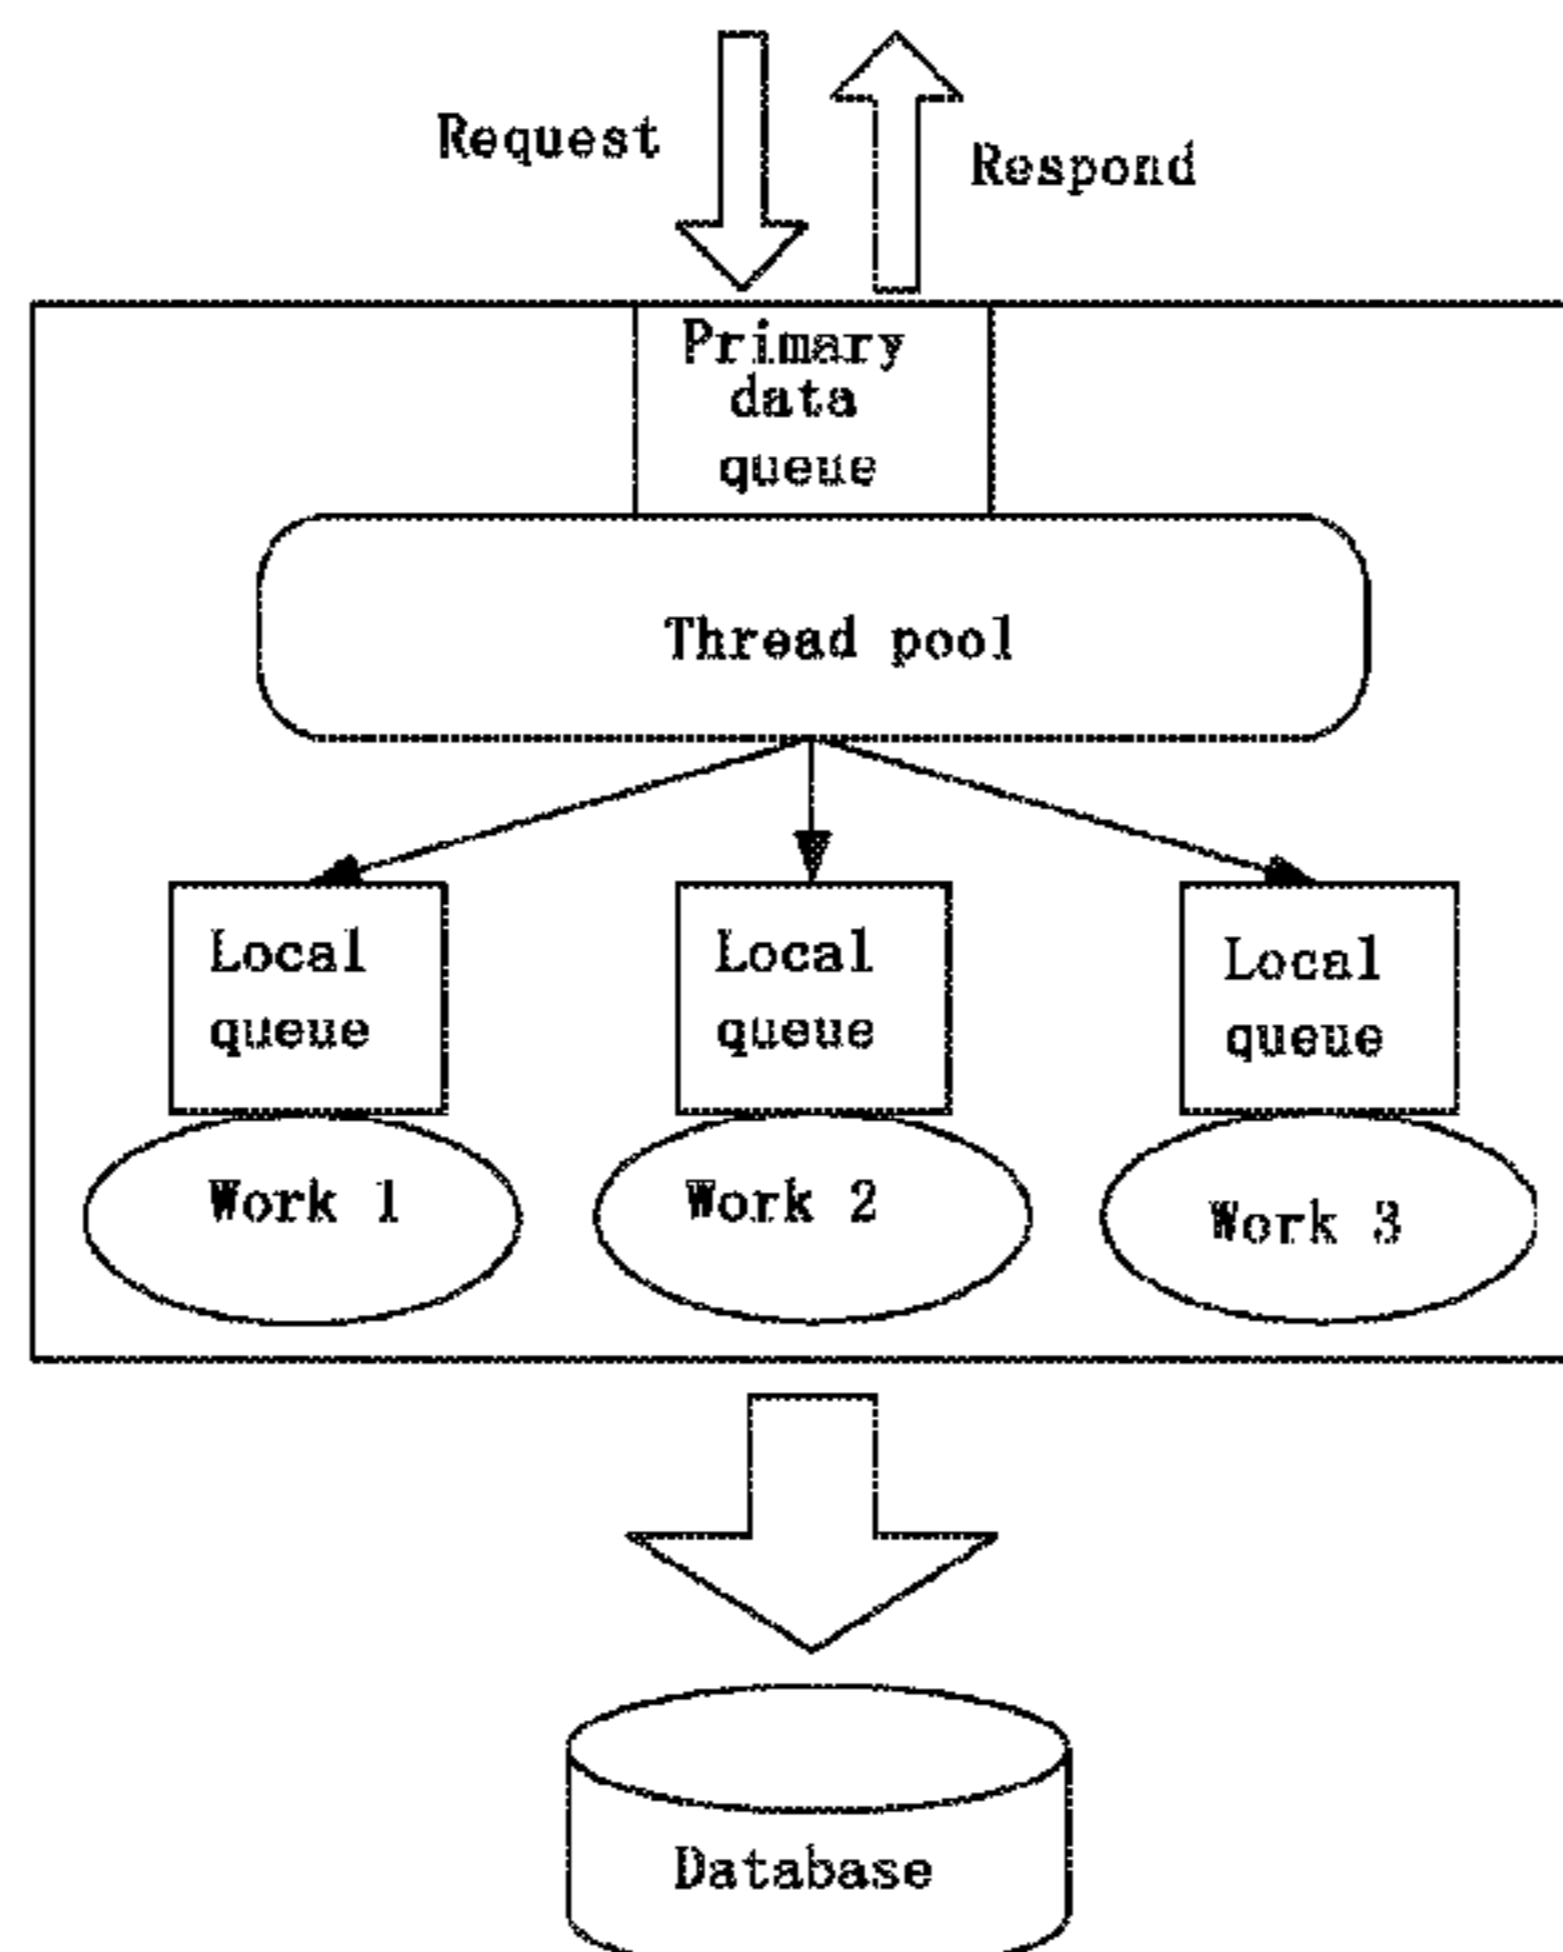 Request
Respond
Primary
data
queue
Thread pool
Local
queue
Local
queue
Local
queue
Work 1
Work 2
Work 3
Database